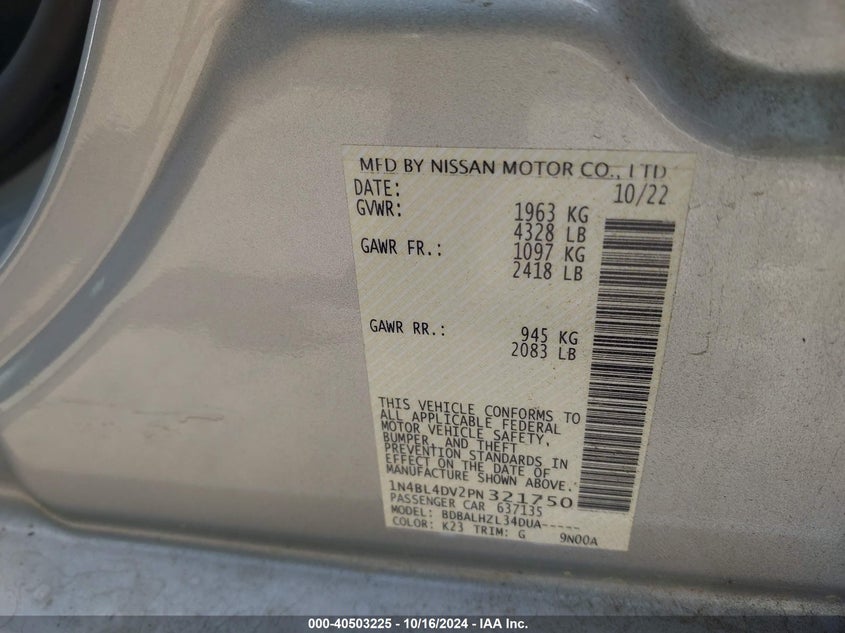 MFD BY NISSAN MOTOR CO., LTD
DATE: 10/22
GVWR: 1963 KG
4328 LB
GAWR FR.: 1097 KG
2418 LB
GAWR RR.: 945 KG
2083 LB
THIS VEHICLE CONFORMS TO
ALL APPLICABLE FEDERAL
MOTOR VEHICLE SAFETY,
BUMPER, AND THEFT
PREVENTION STANDARDS IN
EFFECT ON THE DATE OF
MANUFACTURE SHOWN ABOVE.
1N4BL4DV2PN321750
PASSENGER CAR 637135
MODEL: BDBALHZL34DUA-----
COLOR: K23 TRIM: G 9N00A
000-40503225 - 10/16/2024 - IAA Inc.